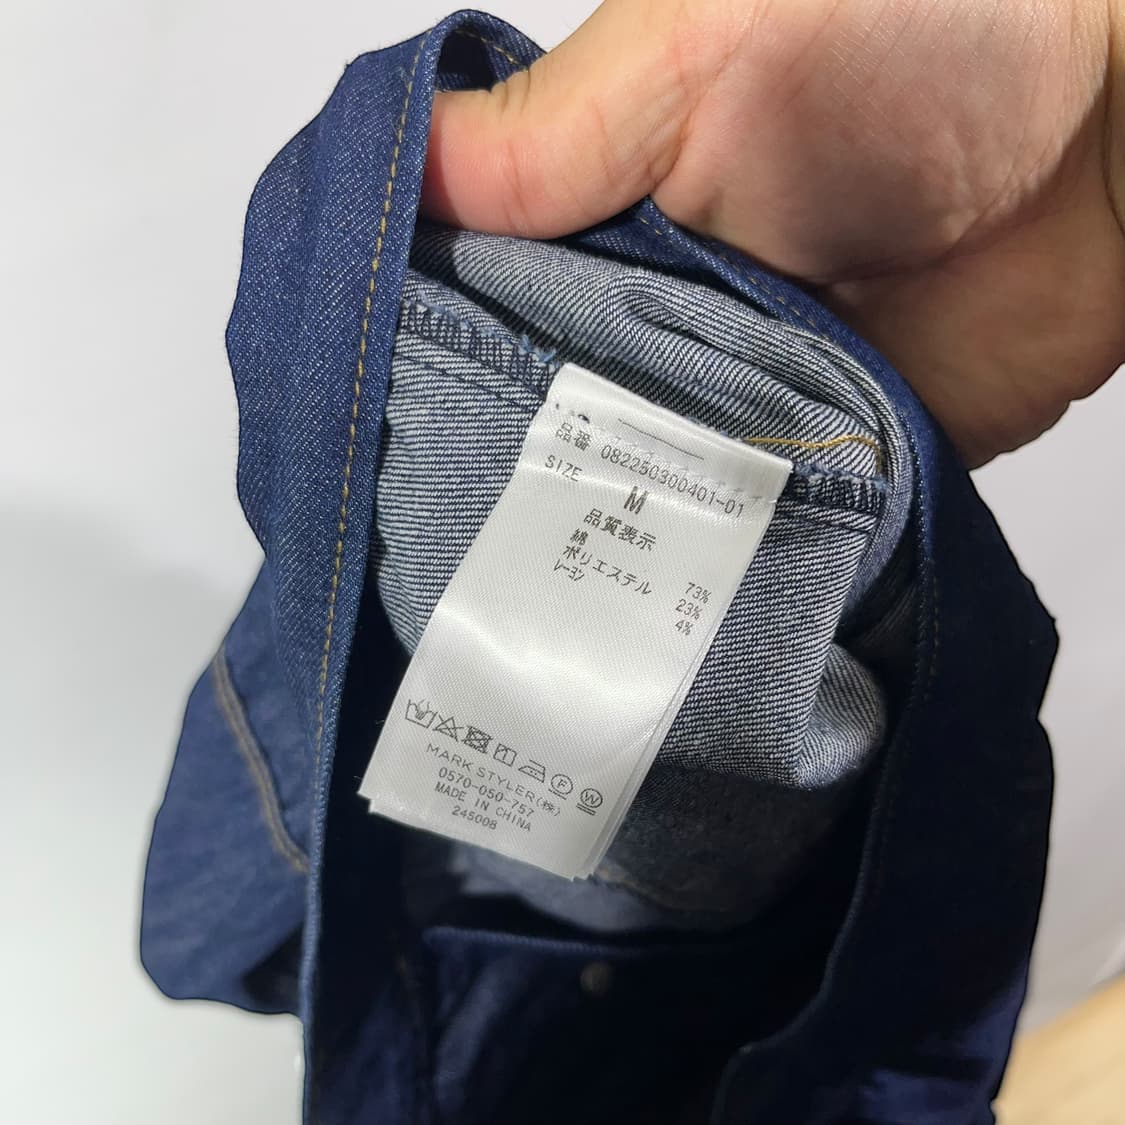 品番 082250300401-01
SIZE M
品質表示
綿 73%
ポリエステル 23%
レーヨン 4%
MARK STYLER(株)
0570-050-757
MADE IN CHINA
245008